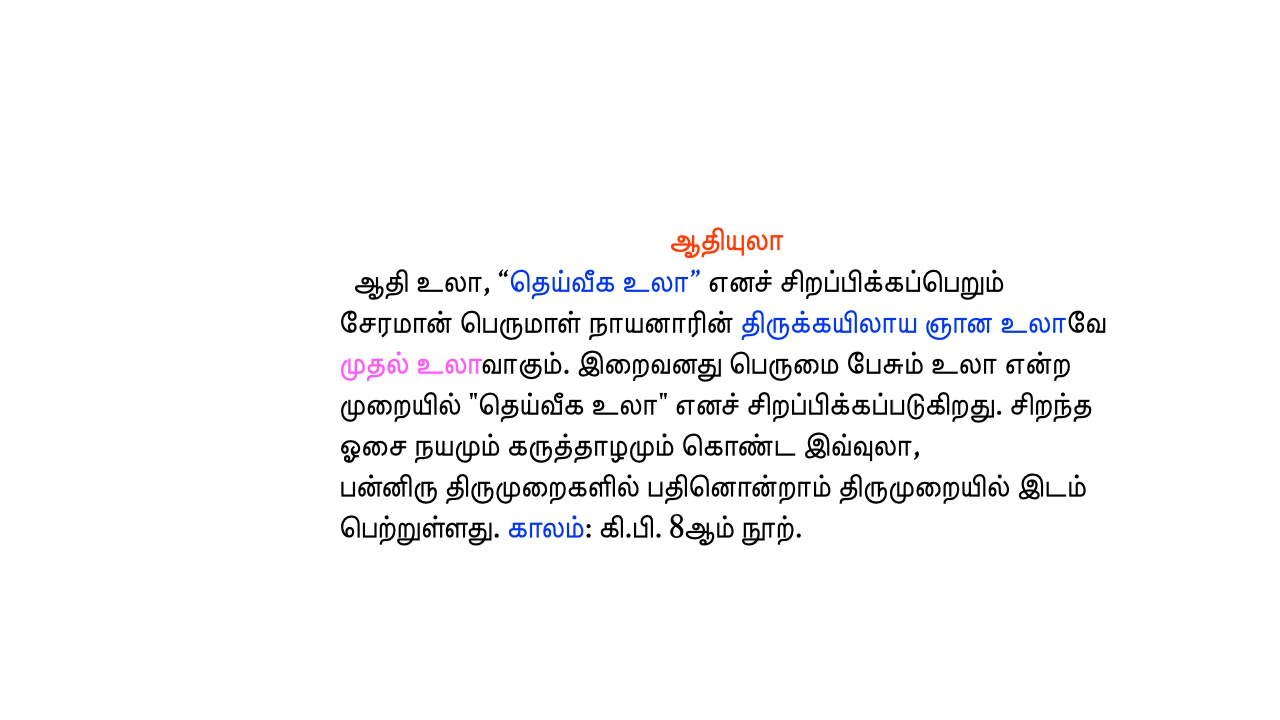 ஆதியுலா
ஆதி உலா, “தெய்வீக உலா” எனச் சிறப்பிக்கப்பெறும்
சேரமான் பெருமாள் நாயனாரின் திருக்கயிலாய ஞான உலாவே
முதல் உலாவாகும். இறைவனது பெருமை பேசும் உலா என்ற
முறையில் "தெய்வீக உலா" எனச் சிறப்பிக்கப்படுகிறது. சிறந்த
ஓசை நயமும் கருத்தாழமும் கொண்ட இவ்வுலா,
பன்னிரு திருமுறைகளில் பதினொன்றாம் திருமுறையில் இடம்
பெற்றுள்ளது. காலம்: கி.பி. 8ஆம் நூற்.